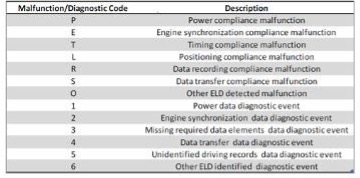 Malfunction/Diagnostic Code Description
P Power compliance malfunction
E Engine synchronization compliance malfunction
T Timing compliance malfunction
L Positioning compliance malfunction
R Data recording compliance malfunction
S Data transfer compliance malfunction
O Other ELD detected malfunction
1 Power data diagnostic event
2 Engine synchronization data diagnostic event
3 Missing required data elements data diagnostic event
4 Data transfer data diagnostic event
5 Unidentified driving records data diagnostic event
6 Other ELD identified diagnostic event